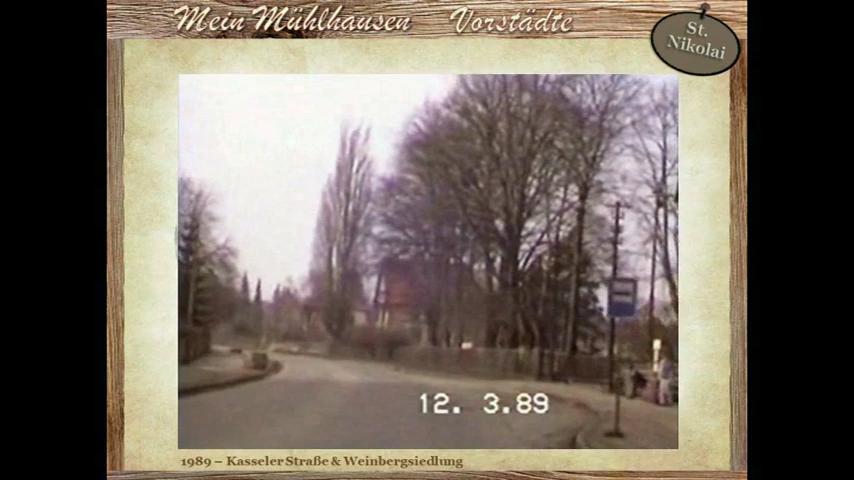 Mein Mühlhausen Vorstädte
St.
Nikolai
12. 3.89
1989 – Kasseler Straße & Weinbergsiedlung